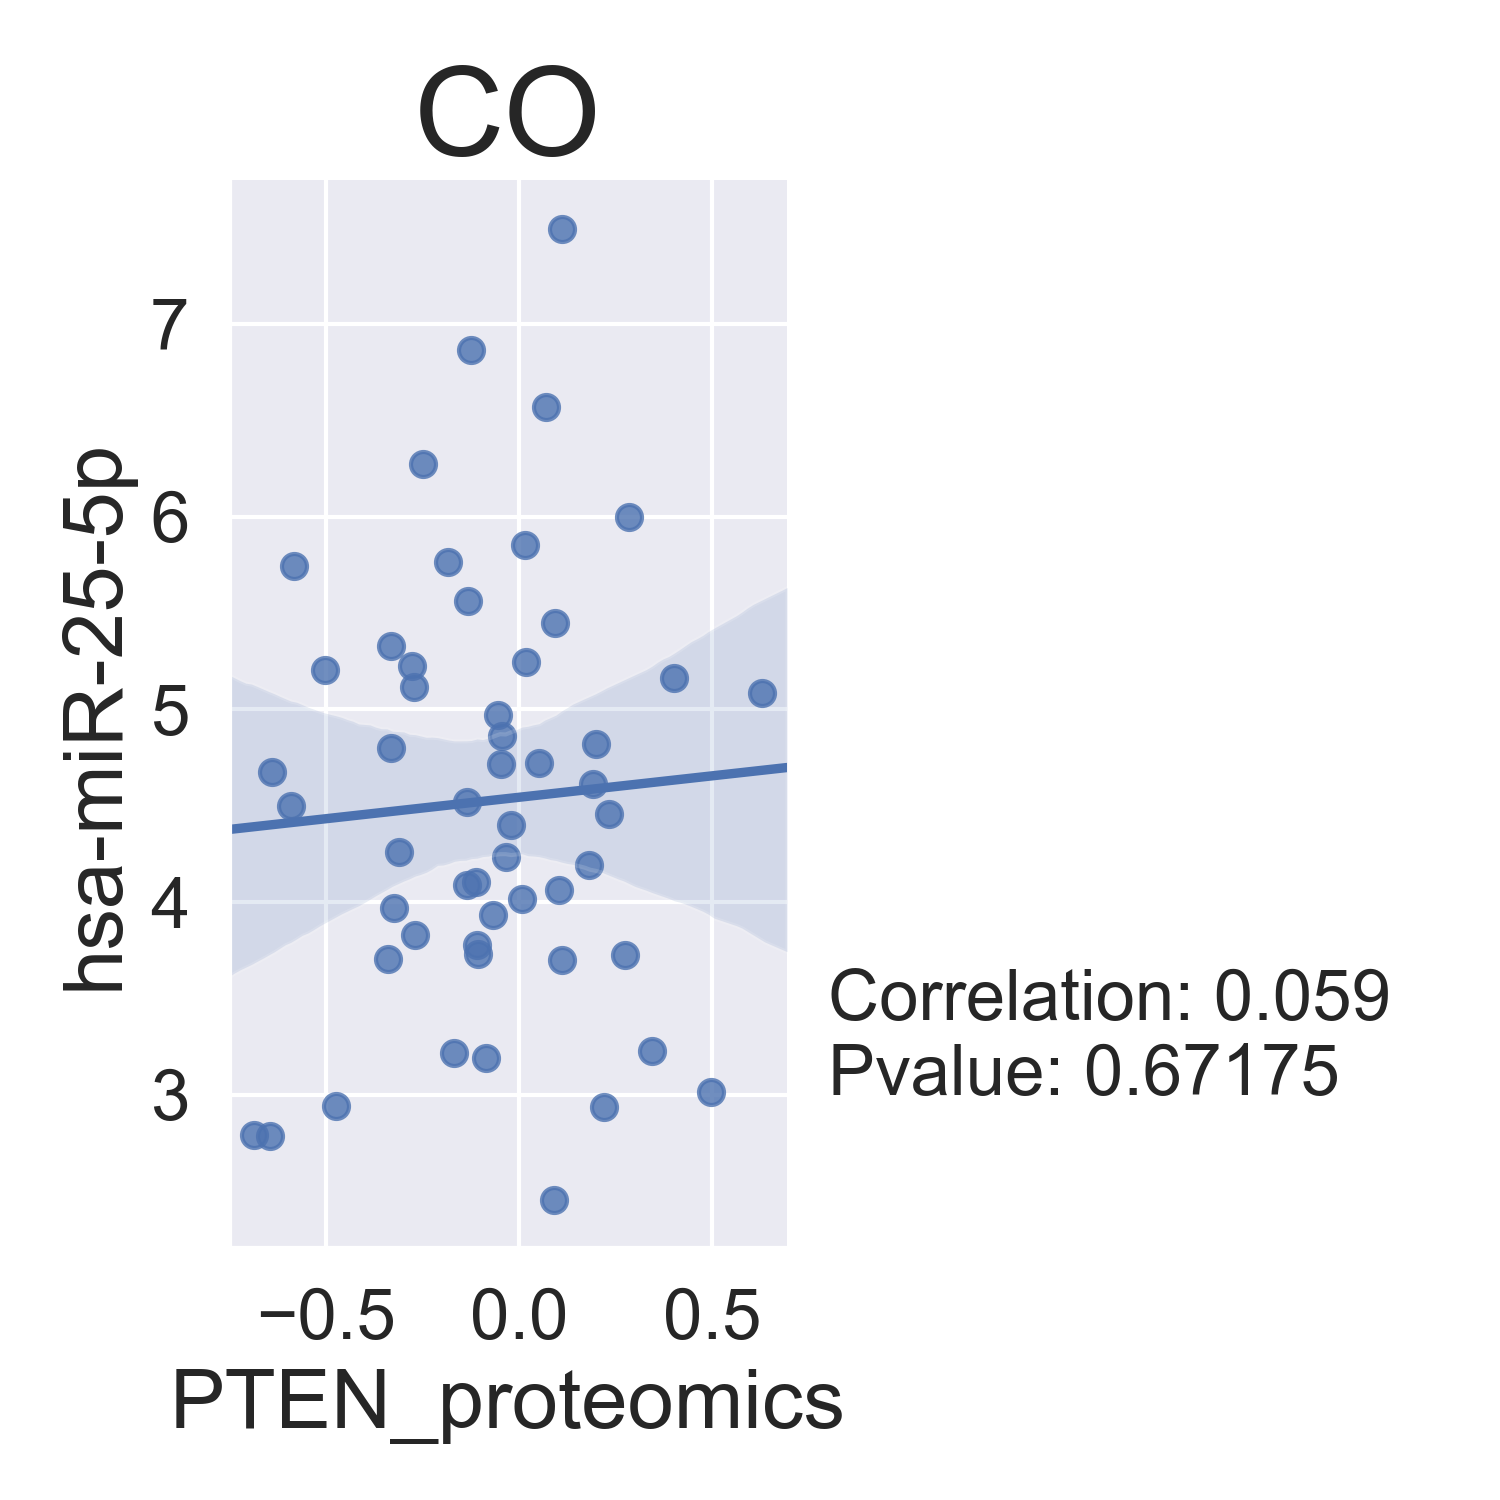 CO
7
6
5
4
3
hsa-miR-25-5p
−0.5 0.0 0.5
PTEN_proteomics
Correlation: 0.059
Pvalue: 0.67175